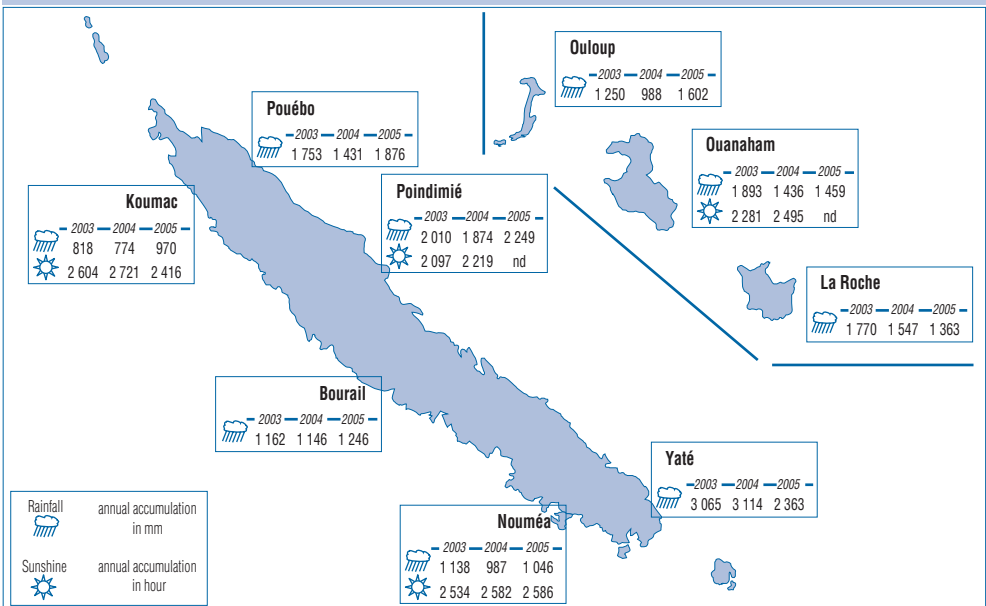 Ouloup
2003 2004 2005
1 250 988 1 602
Pouébo
2003 2004 2005
1 753 1 431 1 876
Ouanaham
2003 2004 2005
1 893 1 436 1 459
2 281 2 495 nd
Koumac
2003 2004 2005
818 774 970
2 604 2 721 2 416
Poindimié
2003 2004 2005
2 010 1 874 2 249
2 097 2 219 nd
La Roche
2003 2004 2005
1 770 1 547 1 363
Bourail
2003 2004 2005
1 162 1 146 1 246
Yaté
2003 2004 2005
3 065 3 114 2 363
Nouméa
2003 2004 2005
1 138 987 1 046
2 534 2 582 2 586
Rainfall annual accumulation
in mm
Sunshine annual accumulation
in hour